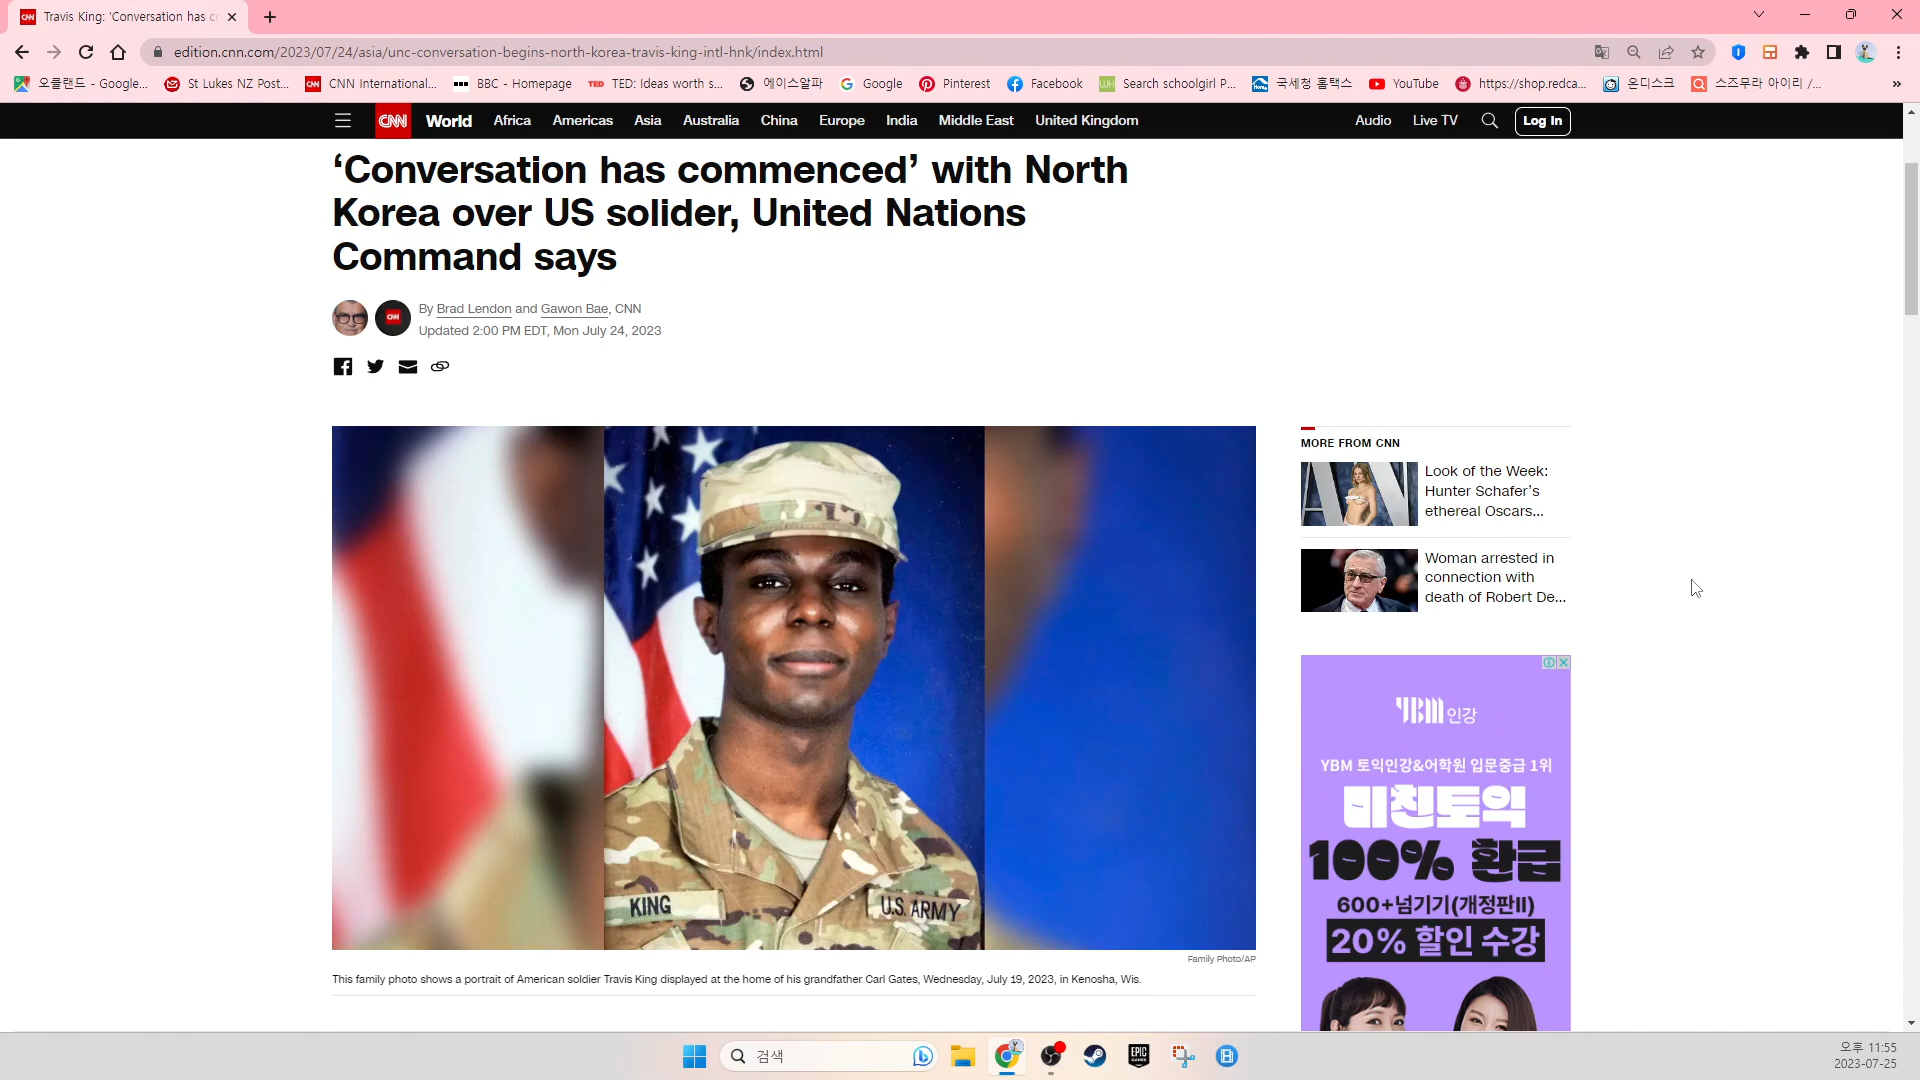 Travis King: 'Conversation has c
edition.cnn.com/2023/07/24/asia/unc-conversation-begins-north-korea-travis-king-intl-hnk/index.html
오클랜드 - Google... St Lukes NZ Post... CNN International... BBC - Homepage TED: Ideas worth s... 에이스알파 Google Pinterest Facebook Search schoolgirl P... 국세청 홈택스 YouTube https://shop.redca... 온디스크 스즈무라 아이리 /...
CNN World Africa Americas Asia Australia China Europe India Middle East United Kingdom Audio Live TV Log In
‘Conversation has commenced’ with North
Korea over US solider, United Nations
Command says
By Brad Lendon and Gawon Bae, CNN
Updated 2:00 PM EDT, Mon July 24, 2023
KING
U.S. ARMY
Family Photo/AP
This family photo shows a portrait of American soldier Travis King displayed at the home of his grandfather Carl Gates, Wednesday, July 19, 2023, in Kenosha, Wis.
MORE FROM CNN
Look of the Week:
Hunter Schafer’s
ethereal Oscars...
Woman arrested in
connection with
death of Robert De...
YBM 인강
YBM 토익인강&어학원 입문중급 1위
미친토익
100% 환급
600+넘기기(개정판II)
20% 할인 수강
검색
EPIC GAMES
오후 11:55
2023-07-25